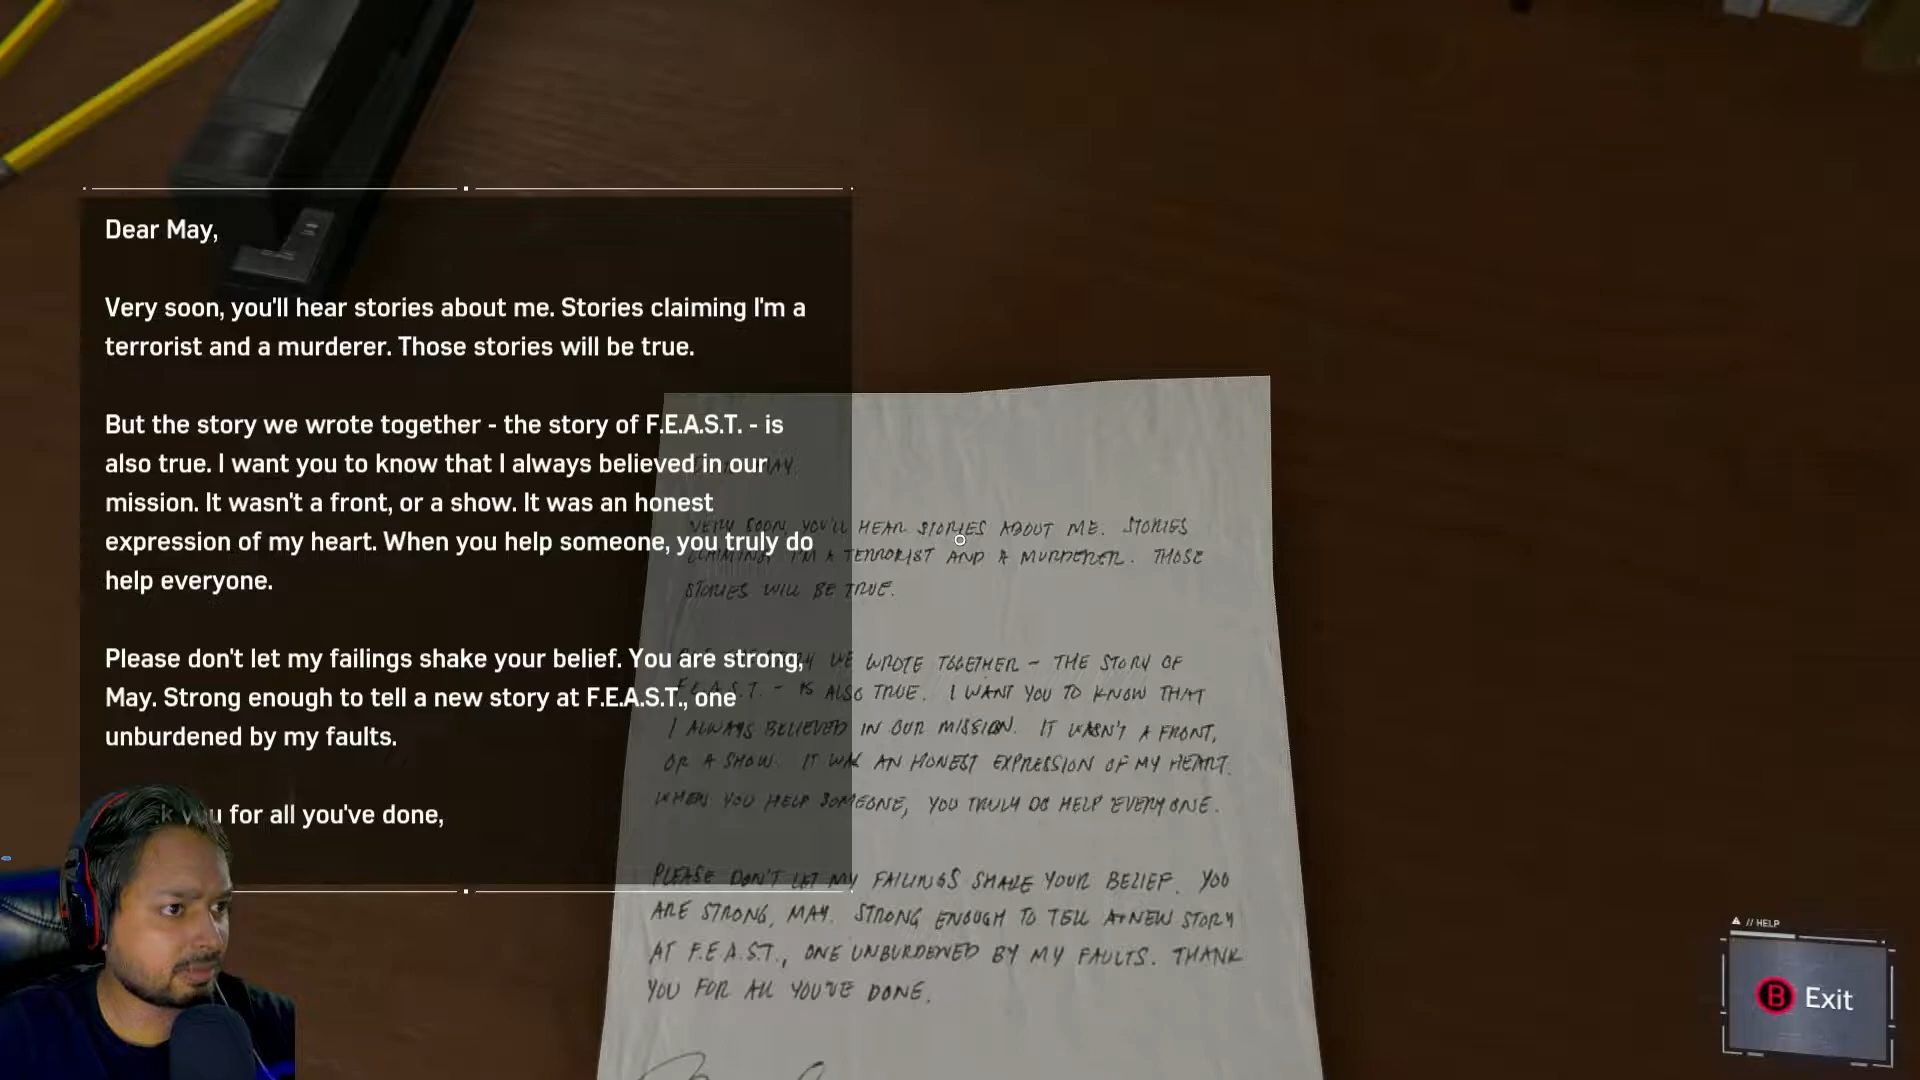 Dear May,
Very soon, you'll hear stories about me. Stories claiming I'm a
terrorist and a murderer. Those stories will be true.
But the story we wrote together - the story of F.E.A.S.T. - is
also true. I want you to know that I always believed in our
mission. It wasn't a front, or a show. It was an honest
expression of my heart. When you help someone, you truly do
help everyone.
Please don't let my failings shake your belief. You are strong,
May. Strong enough to tell a new story at F.E.A.S.T., one
unburdened by my faults.
you for all you've done,
MAY,
VERY SOON YOU'LL HEAR STORIES ABOUT ME. STORIES
CLAIMING I'M A TERRORIST AND A MURDERER. THOSE
STORIES WILL BE TRUE.
WE WROTE TOGETHER - THE STORY OF
F.E.A.S.T. - IS ALSO TRUE. I WANT YOU TO KNOW THAT
I ALWAYS BELIEVED IN OUR MISSION. IT WASN'T A FRONT,
OR A SHOW. IT WAS AN HONEST EXPRESSION OF MY HEART.
WHEN YOU HELP SOMEONE, YOU TRULY DO HELP EVERYONE.
PLEASE DON'T LET MY FAILINGS SHAKE YOUR BELIEF. YOU
ARE STRONG, MAY. STRONG ENOUGH TO TELL A NEW STORY
AT F.E.A.S.T., ONE UNBURDENED BY MY FAULTS. THANK
YOU FOR ALL YOU'VE DONE.
// HELP
B Exit